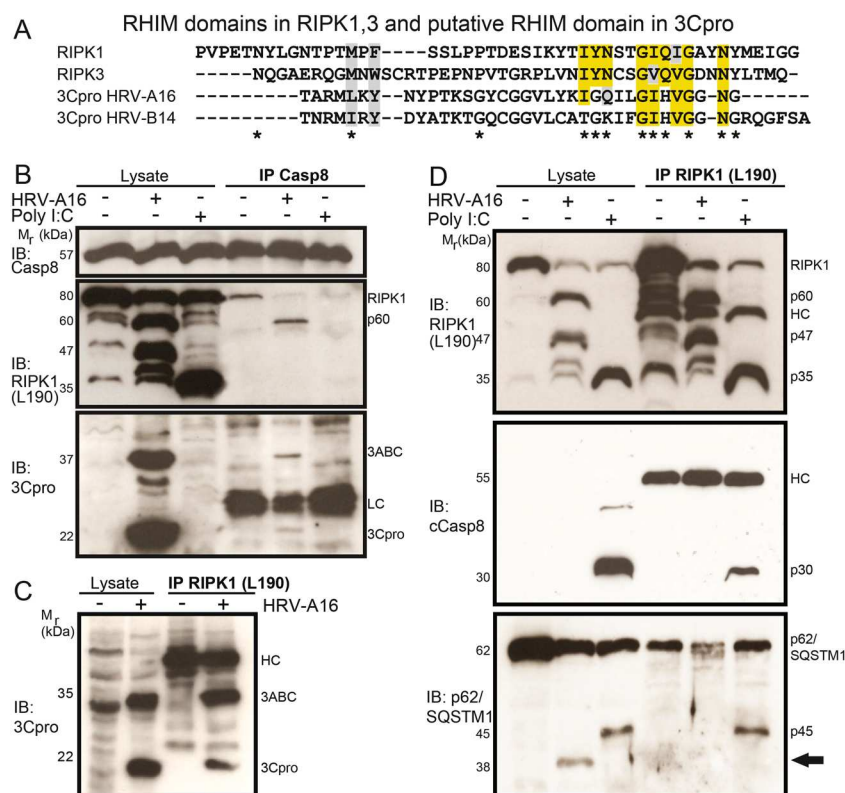 A
RHIM domains in RIPK1,3 and putative RHIM domain in 3Cpro
RIPK1 PVPETNYLGNTPTMPF----SSLPPTDESIKYTIYNSTGIQIGAYNYMEIGG
RIPK3 ----NQGAERQGMNWSCRTPEPNPVTGRPLVNIYNCSGVQVGDNNYLTMQ-
3Cpro HRV-A16 --------TARMLKY---NYPTKSGYCGGVLYKIGQILGIHVGG-NG-----
3Cpro HRV-B14 --------TNRMIRY---DYATKTGQCGGVLCATGKIFGIHVGG-NGRQGFSA
* * * *** *** * **
B
Lysate IP Casp8
HRV-A16 - + - - + -
Poly I:C - - + - - +
Mr (kDa)
IB:
Casp8
57
80
60
47
35
IB:
RIPK1
(L190)
RIPK1
p60
IB:
3Cpro
37
22
3ABC
LC
3Cpro
C
Lysate IP RIPK1 (L190)
- + - + HRV-A16
Mr
(kDa)
35
22
IB:
3Cpro
HC
3ABC
3Cpro
D
Lysate IP RIPK1 (L190)
HRV-A16 - + - - + -
Poly I:C - - + - - +
Mr(kDa)
80
60
47
35
IB:
RIPK1
(L190)
RIPK1
p60
HC
p47
p35
55
30
IB:
cCasp8
HC
p30
62
45
38
IB: p62/
SQSTM1
p62/
SQSTM1
p45